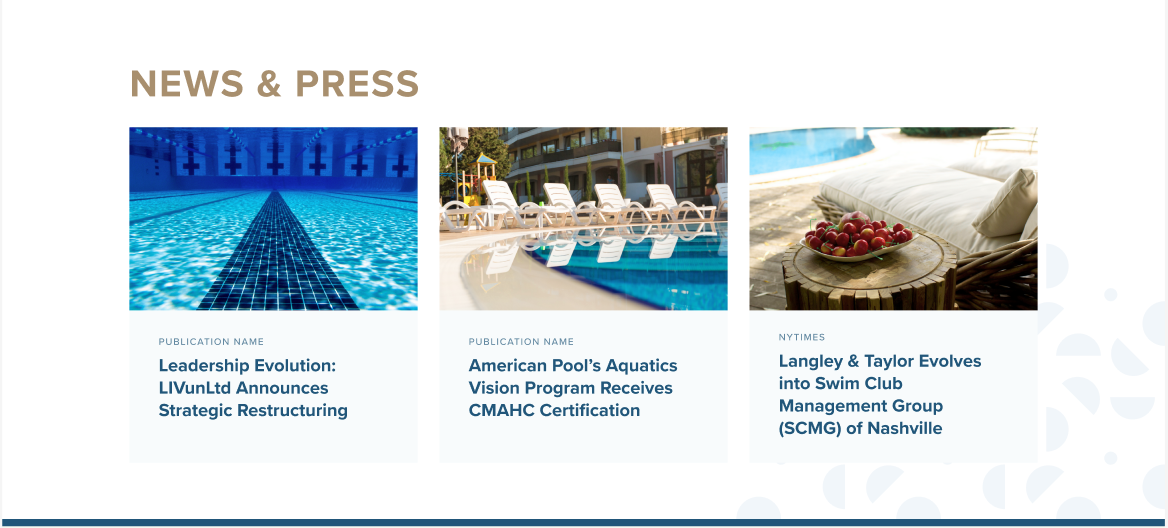 NEWS & PRESS
PUBLICATION NAME
Leadership Evolution:
LIVunLtd Announces
Strategic Restructuring
PUBLICATION NAME
American Pool’s Aquatics
Vision Program Receives
CMAHC Certification
NYTIMES
Langley & Taylor Evolves
into Swim Club
Management Group
(SCMG) of Nashville